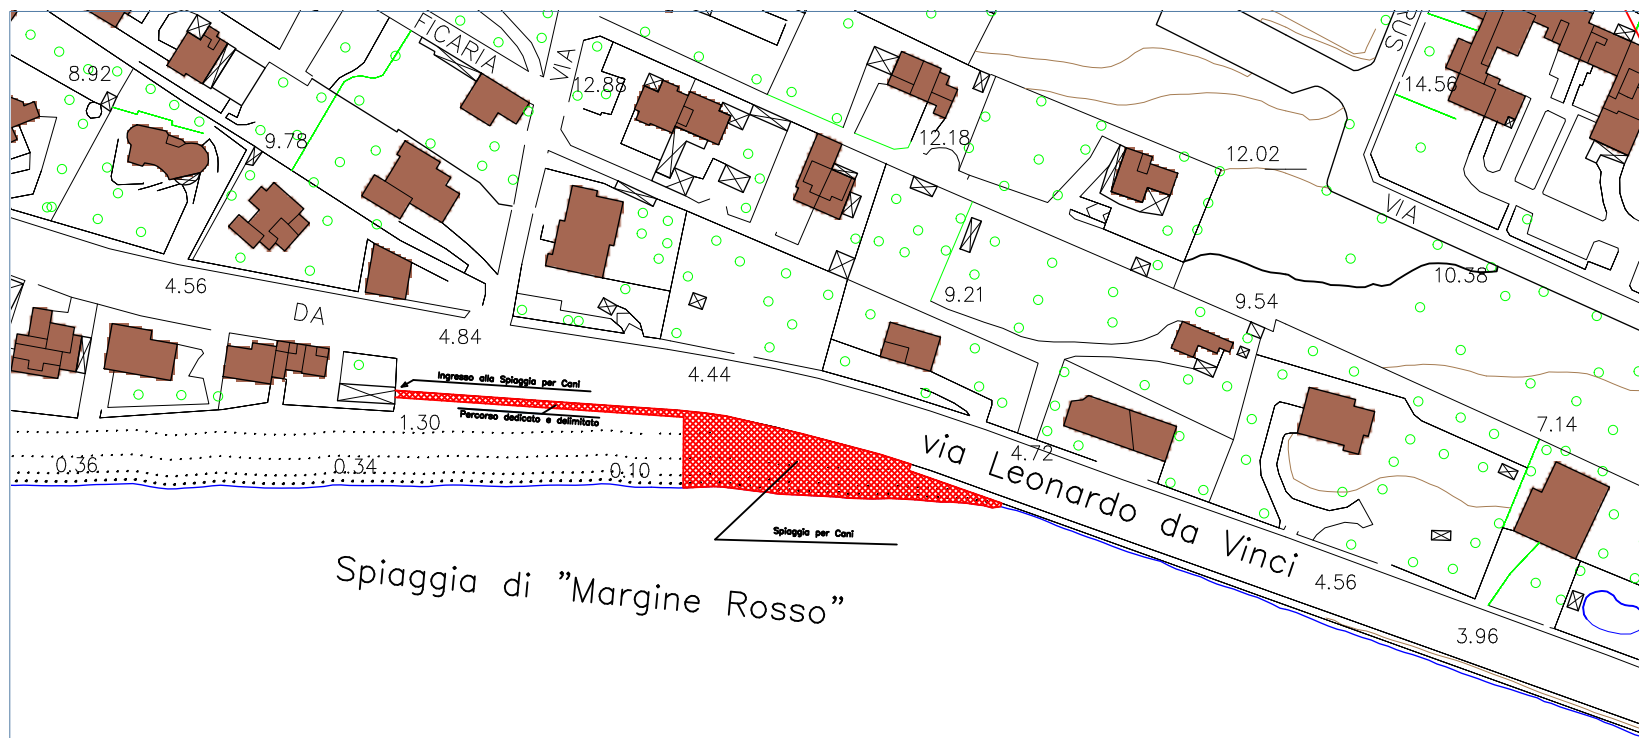 FICARIA
VIA
RUS
8.92
12.88
14.56
9.78
12.18
12.02
VIA
4.56
9.21
9.54
10.38
DA
4.84
4.44
Ingresso alla Spiaggia per Cani
Percorso dedicato e delimitato
1.30
7.14
0.36
0.34
0.10
4.72
via Leonardo da Vinci
Spiaggia per Cani
Spiaggia di "Margine Rosso"
4.56
3.96